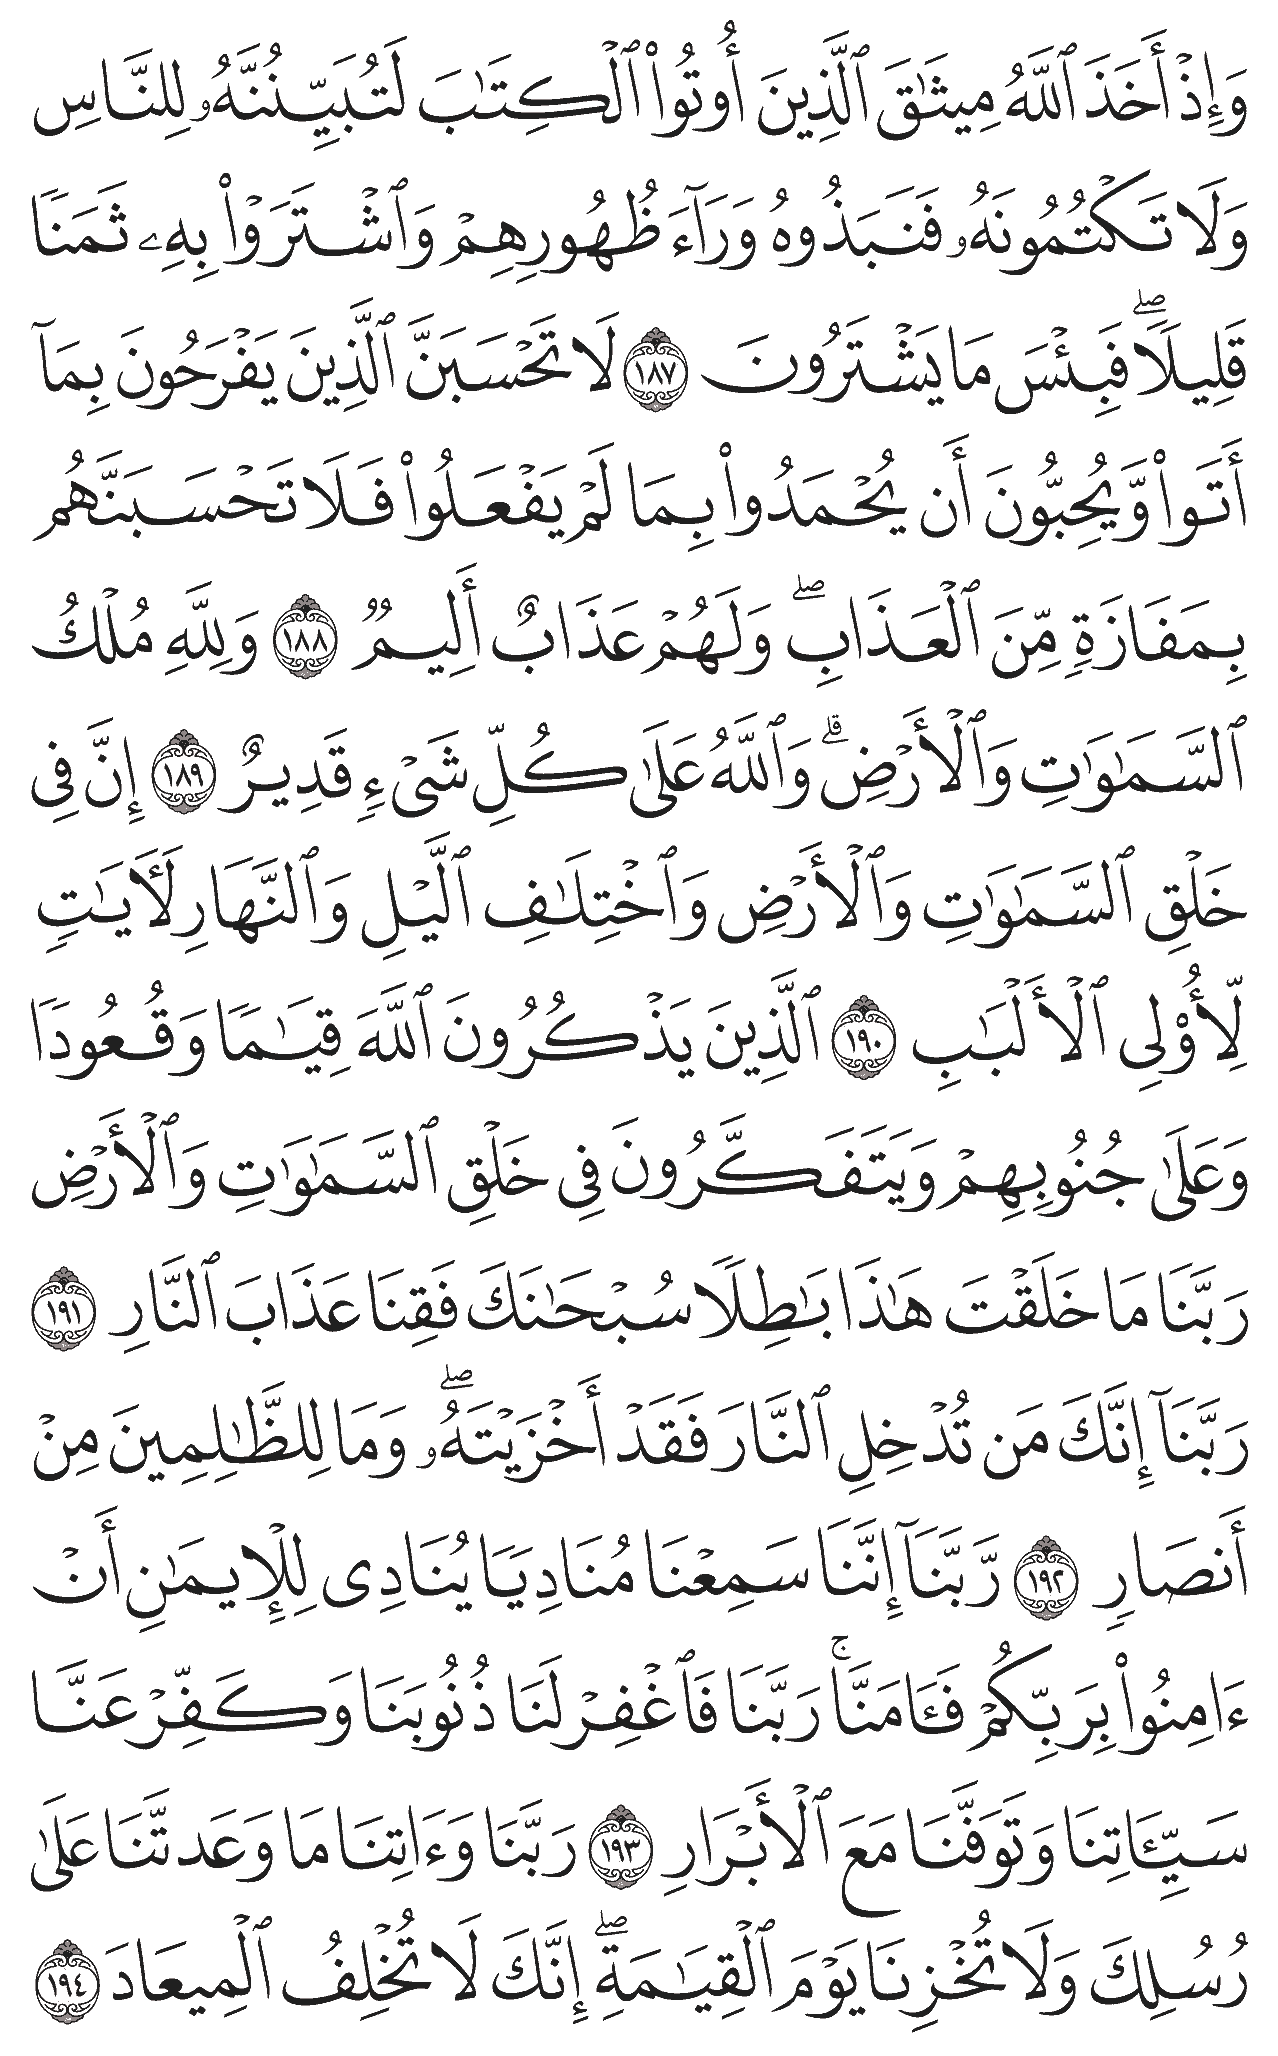 وَإِذْ أَخَذَ ٱللَّهُ مِيثَـٰقَ ٱلَّذِينَ أُوتُوا۟ ٱلْكِتَـٰبَ لَتُبَيِّنُنَّهُۥ لِلنَّاسِ
وَلَا تَكْتُمُونَهُۥ فَنَبَذُوهُ وَرَآءَ ظُهُورِهِمْ وَٱشْتَرَوْا۟ بِهِۦ ثَمَنًا
قَلِيلًا ۖ فَبِئْسَ مَا يَشْتَرُونَ ١٨٧ لَا تَحْسَبَنَّ ٱلَّذِينَ يَفْرَحُونَ بِمَآ
أَتَوا۟ وَّيُحِبُّونَ أَن يُحْمَدُوا۟ بِمَا لَمْ يَفْعَلُوا۟ فَلَا تَحْسَبَنَّهُم
بِمَفَازَةٍ مِّنَ ٱلْعَذَابِ ۖ وَلَهُمْ عَذَابٌ أَلِيمٌ ١٨٨ وَلِلَّهِ مُلْكُ
ٱلسَّمَـٰوَٰتِ وَٱلْأَرْضِ ۗ وَٱللَّهُ عَلَىٰ كُلِّ شَىْءٍ قَدِيرٌ ١٨٩ إِنَّ فِى
خَلْقِ ٱلسَّمَـٰوَٰتِ وَٱلْأَرْضِ وَٱخْتِلَـٰفِ ٱلَّيْلِ وَٱلنَّهَارِ لَـَٔايَـٰتٍ
لِّأُو۟لِى ٱلْأَلْبَـٰبِ ١٩٠ ٱلَّذِينَ يَذْكُرُونَ ٱللَّهَ قِيَـٰمًا وَقُعُودًا
وَعَلَىٰ جُنُوبِهِمْ وَيَتَفَكَّرُونَ فِى خَلْقِ ٱلسَّمَـٰوَٰتِ وَٱلْأَرْضِ
رَبَّنَا مَا خَلَقْتَ هَـٰذَا بَـٰطِلًا سُبْحَـٰنَكَ فَقِنَا عَذَابَ ٱلنَّارِ ١٩١
رَبَّنَآ إِنَّكَ مَن تُدْخِلِ ٱلنَّارَ فَقَدْ أَخْزَيْتَهُۥ ۖ وَمَا لِلظَّـٰلِمِينَ مِنْ
أَنصَارٍ ١٩٢ رَّبَّنَآ إِنَّنَا سَمِعْنَا مُنَادِيًا يُنَادِى لِلْإِيمَـٰنِ أَنْ
ءَامِنُوا۟ بِرَبِّكُمْ فَـَٔامَنَّا ۚ رَبَّنَا فَٱغْفِرْ لَنَا ذُنُوبَنَا وَكَفِّرْ عَنَّا
سَيِّـَٔاتِنَا وَتَوَفَّنَا مَعَ ٱلْأَبْرَارِ ١٩٣ رَبَّنَا وَءَاتِنَا مَا وَعَدتَّنَا عَلَىٰ
رُسُلِكَ وَلَا تُخْزِنَا يَوْمَ ٱلْقِيَـٰمَةِ ۖ إِنَّكَ لَا تُخْلِفُ ٱلْمِيعَادَ ١٩٤